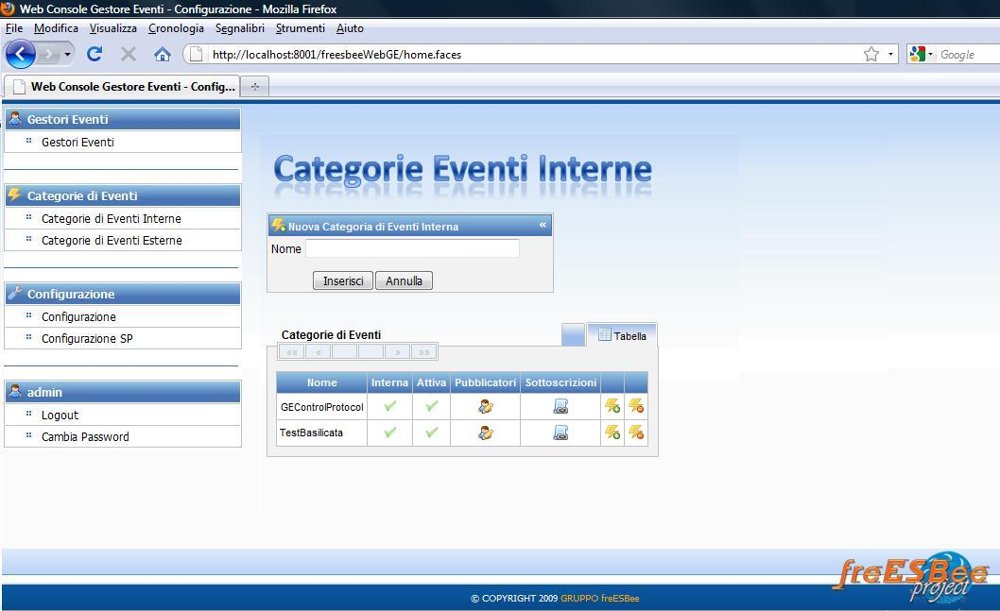 Web Console Gestore Eventi - Configurazione - Mozilla Firefox
File Modifica Visualizza Cronologia Segnalibri Strumenti Aiuto
http://localhost:8001/freesbeeWebGE/home.faces
Google
Web Console Gestore Eventi - Config...
Gestori Eventi
Gestori Eventi
Categorie di Eventi
Categorie di Eventi Interne
Categorie di Eventi Esterne
Configurazione
Configurazione
Configurazione SP
admin
Logout
Cambia Password
Categorie Eventi Interne
Nuova Categoria di Eventi Interna «
Nome
Inserisci Annulla
Categorie di Eventi
Tabella
«« « » »»
Nome Interna Attiva Pubblicatori Sottoscrizioni
GEControlProtocol
TestBasilicata
freESBee
project
© COPYRIGHT 2009 GRUPPO freESBee